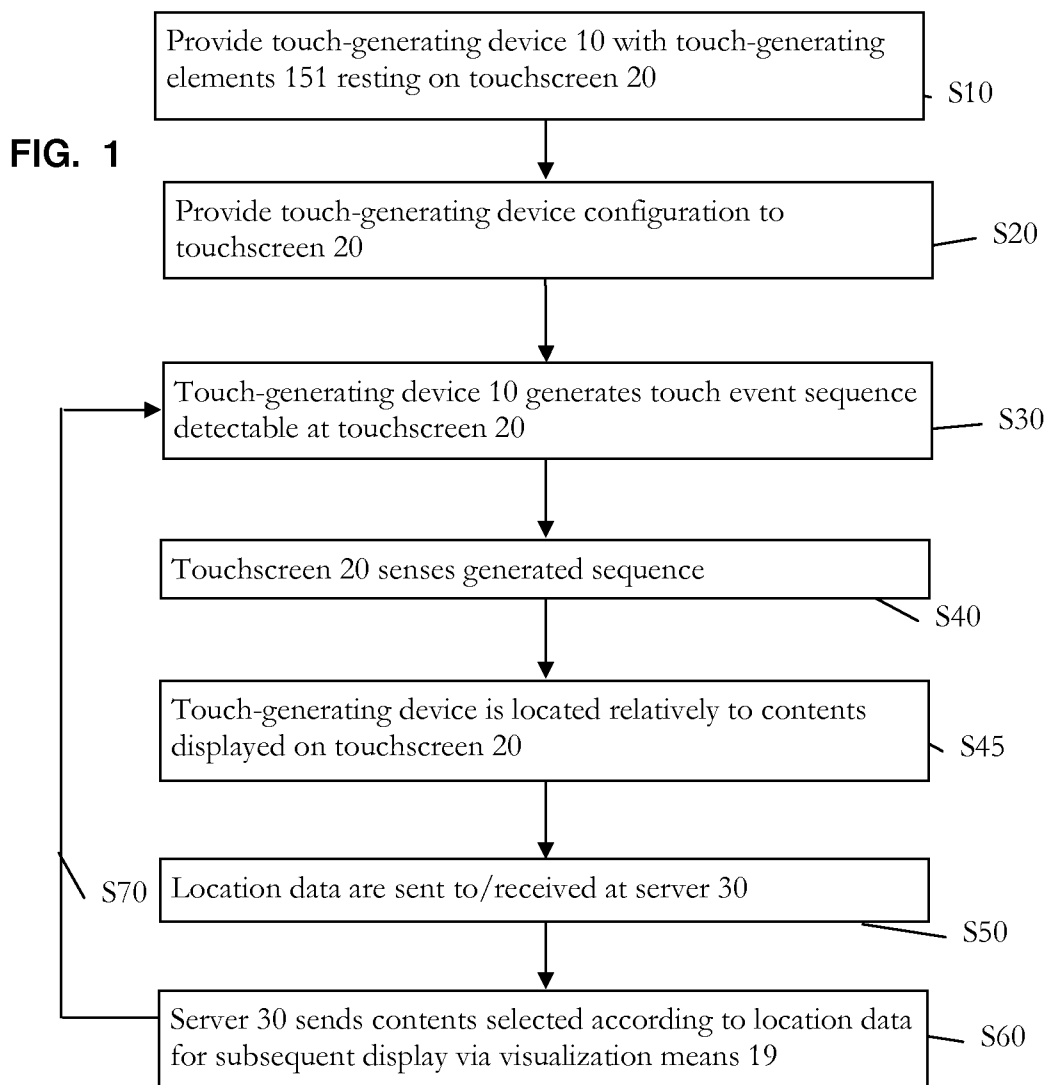 Provide touch-generating device 10 with touch-generating
elements 151 resting on touchscreen 20
S10
FIG. 1
Provide touch-generating device configuration to
touchscreen 20
S20
Touch-generating device 10 generates touch event sequence
detectable at touchscreen 20
S30
Touchscreen 20 senses generated sequence
S40
Touch-generating device is located relatively to contents
displayed on touchscreen 20
S45
Location data are sent to/received at server 30
S70
S50
Server 30 sends contents selected according to location data
for subsequent display via visualization means 19
S60